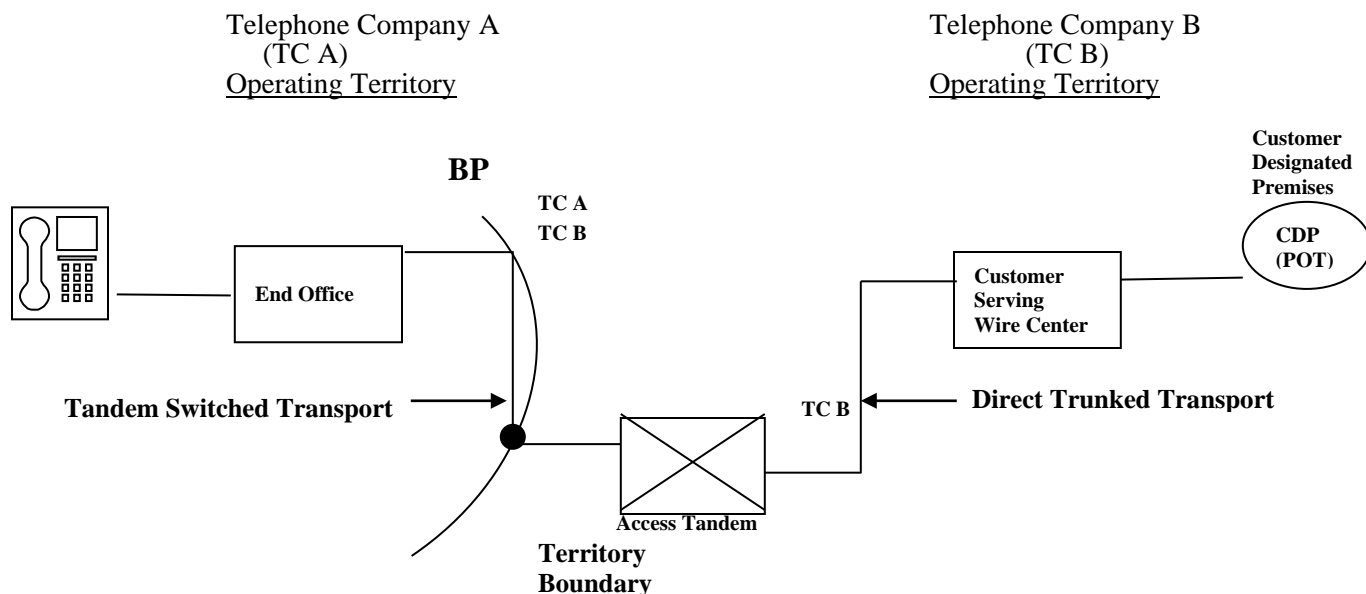 Telephone Company A
(TC A)
Operating Territory
Telephone Company B
(TC B)
Operating Territory
Customer
Designated
Premises
BP
TC A
TC B
CDP
(POT)
End Office
Customer
Serving
Wire Center
Tandem Switched Transport
TC B
Direct Trunked Transport
Access Tandem
Territory
Boundary